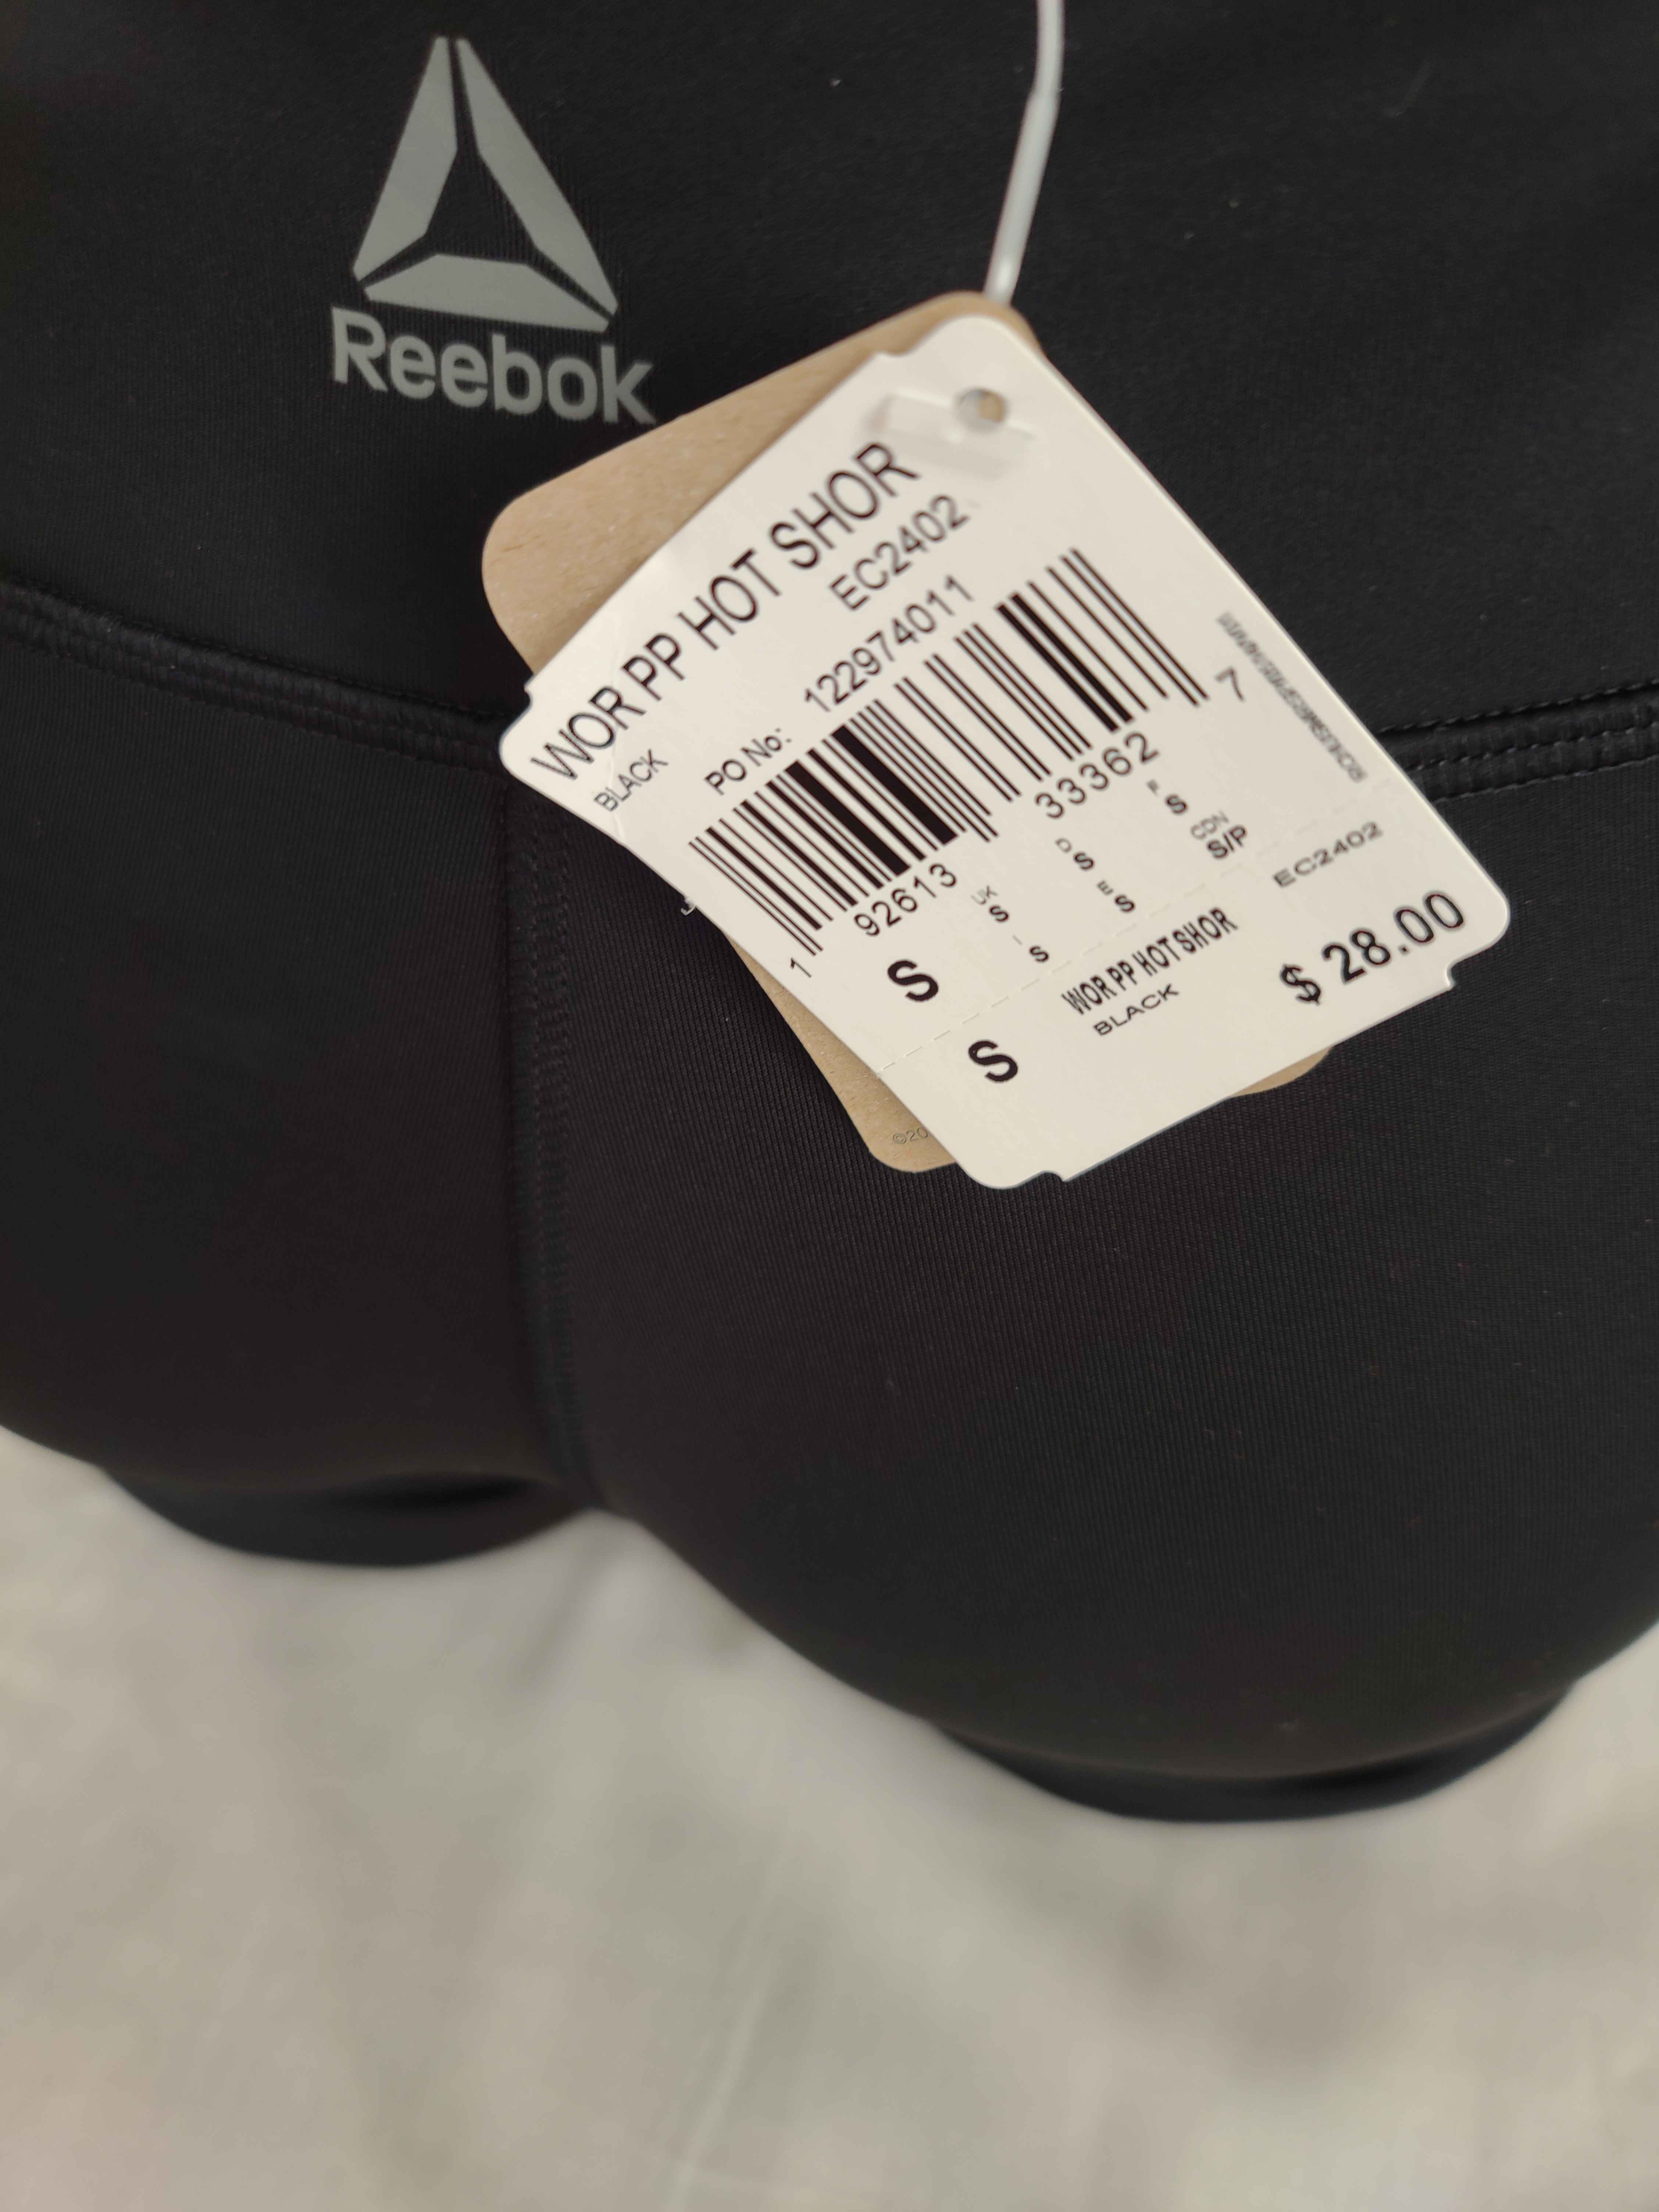 Reebok
WOR PP HOT SHOR
BLACK
EC2402
PO No: 122974011
1 92613 33362 7
S
UK
S
I
S
D
S
E
S
F
S
CDN
S/P
S
WOR PP HOT SHOR
BLACK
EC2402
$ 28.00
©20